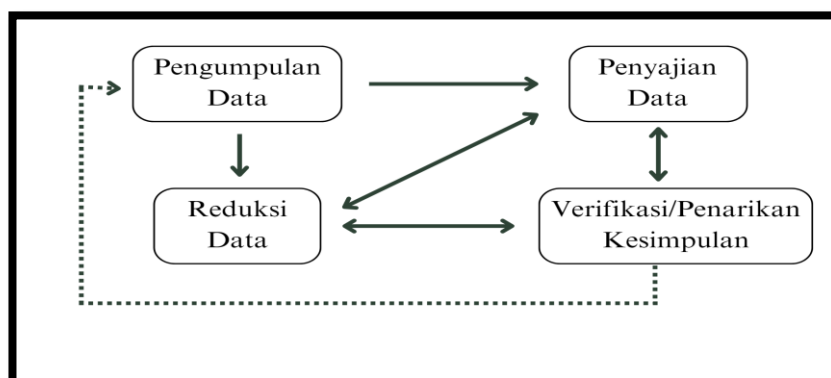 Pengumpulan
Data
Penyajian
Data
Reduksi
Data
Verifikasi/Penarikan
Kesimpulan